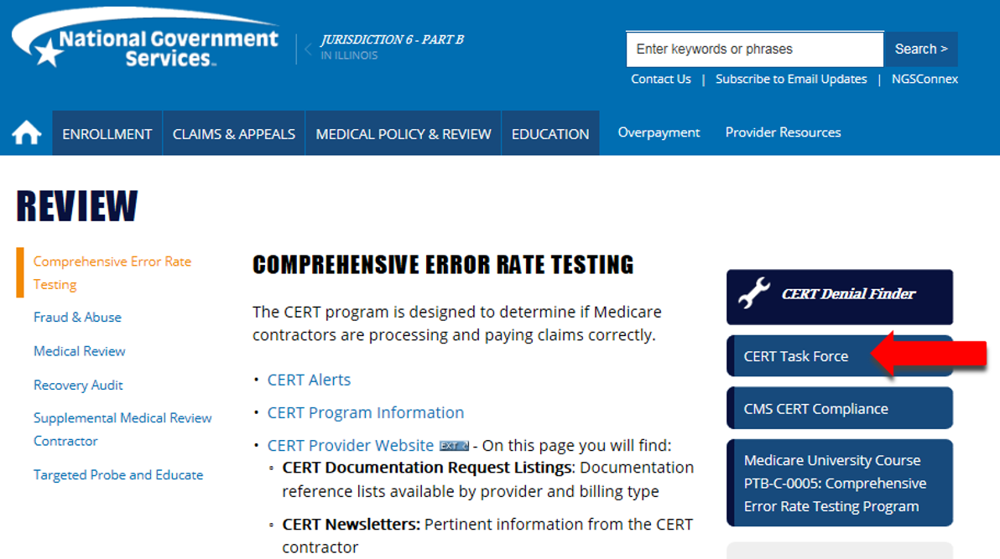 National Government
Services™
JURISDICTION 6 - PART B
IN ILLINOIS
Enter keywords or phrases
Search >
Contact Us | Subscribe to Email Updates | NGSConnex
ENROLLMENT
CLAIMS & APPEALS
MEDICAL POLICY & REVIEW
EDUCATION
Overpayment
Provider Resources
REVIEW
Comprehensive Error Rate
Testing
Fraud & Abuse
Medical Review
Recovery Audit
Supplemental Medical Review
Contractor
Targeted Probe and Educate
COMPREHENSIVE ERROR RATE TESTING
The CERT program is designed to determine if Medicare
contractors are processing and paying claims correctly.
• CERT Alerts
• CERT Program Information
• CERT Provider Website EXT - On this page you will find:
◦ CERT Documentation Request Listings: Documentation
reference lists available by provider and billing type
◦ CERT Newsletters: Pertinent information from the CERT
contractor
CERT Denial Finder
CERT Task Force
CMS CERT Compliance
Medicare University Course
PTB-C-0005: Comprehensive
Error Rate Testing Program